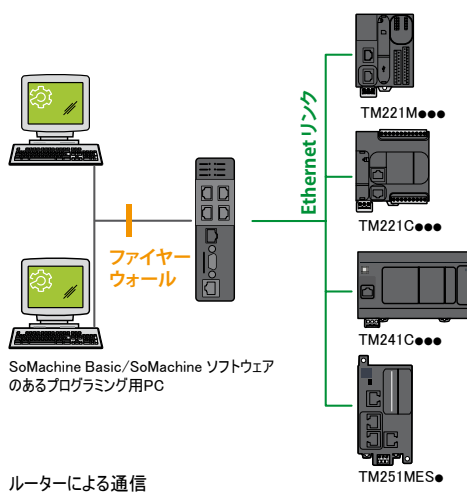 TM221M●●●
Ethernet リンク
TM221C●●●
ファイヤー
ウォール
TM241C●●●
SoMachine Basic/SoMachine ソフトウェア
のあるプログラミング用PC
TM251MES●
ルーターによる通信